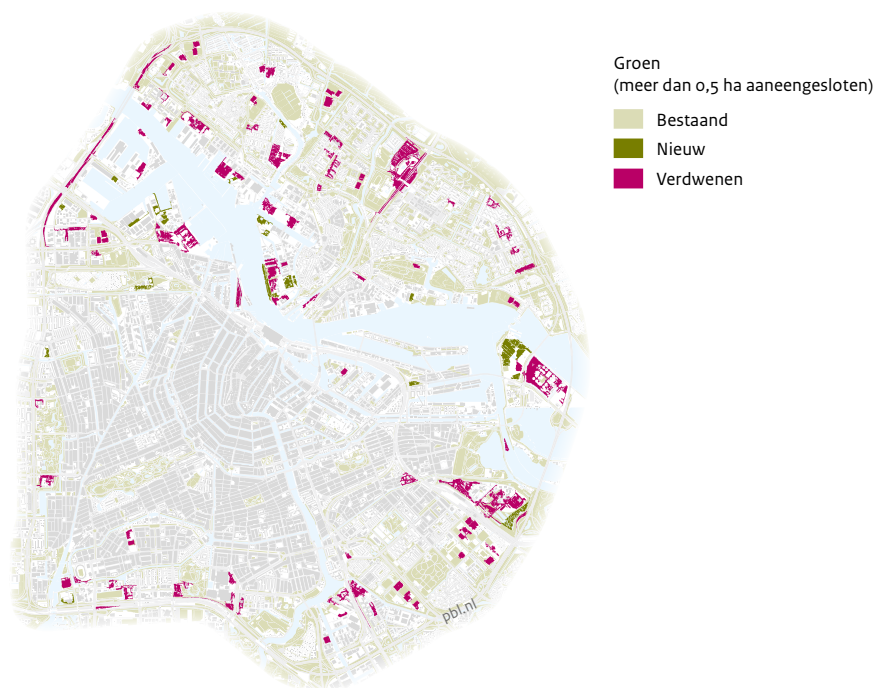 Groen
(meer dan 0,5 ha aaneengesloten)
Bestaand
Nieuw
Verdwenen
pbl.nl